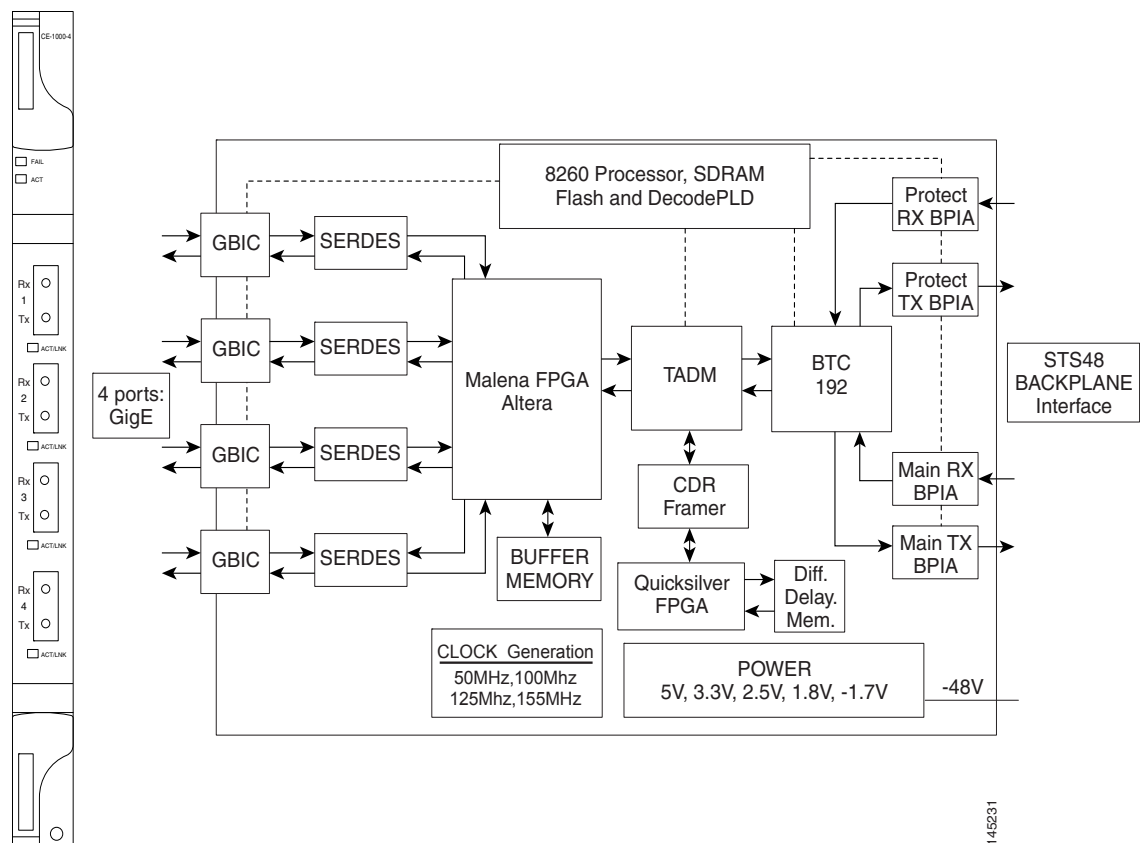 CE-1000-4
FAIL
ACT
Rx
1
Tx
ACT/LNK
Rx
2
Tx
ACT/LNK
Rx
3
Tx
ACT/LNK
Rx
4
Tx
ACT/LNK
4 ports:
GigE
GBIC
SERDES
GBIC
SERDES
GBIC
SERDES
GBIC
SERDES
8260 Processor, SDRAM
Flash and DecodePLD
Malena FPGA
Altera
BUFFER
MEMORY
TADM
CDR
Framer
Quicksilver
FPGA
Diff.
Delay.
Mem.
BTC
192
Protect
RX BPIA
Protect
TX BPIA
Main RX
BPIA
Main TX
BPIA
STS48
BACKPLANE
Interface
CLOCK Generation
50MHz,100Mhz
125Mhz,155MHz
POWER
5V, 3.3V, 2.5V, 1.8V, -1.7V
-48V
145231